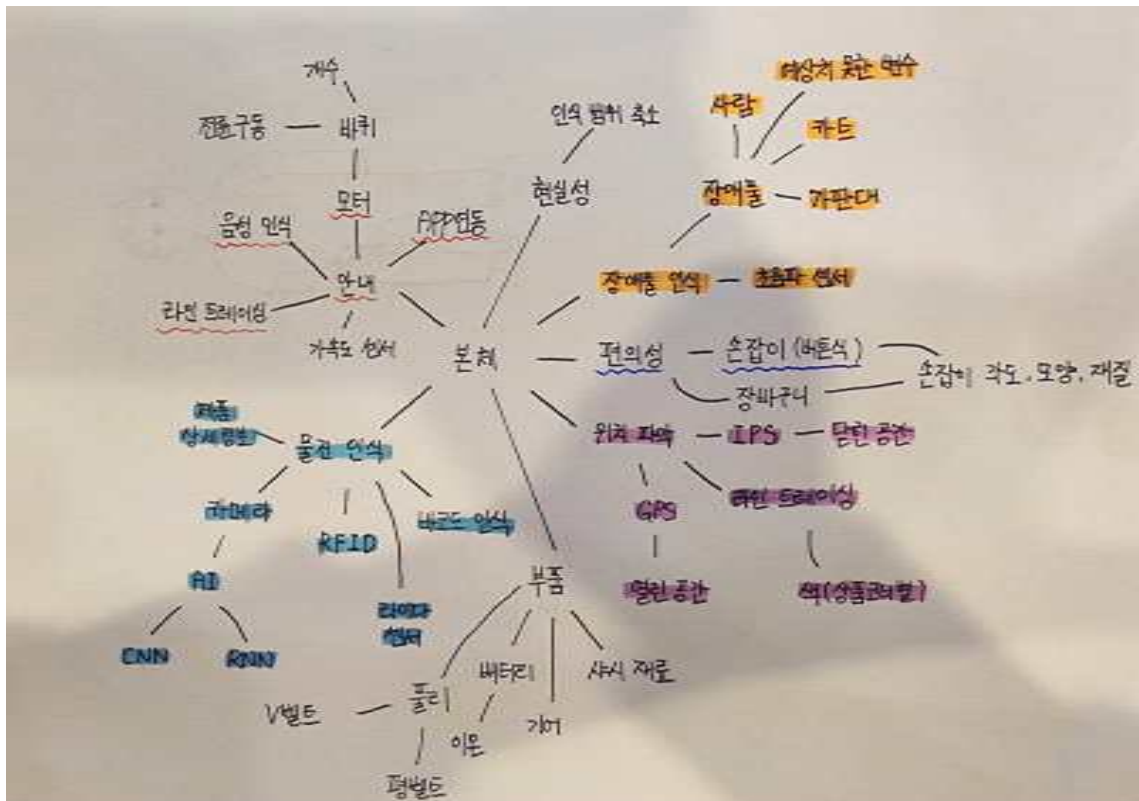 개수
전륜구동
바퀴
모터
음성 인식
APP연동
안내
라인 트레이싱
가속도 센서
인식 범위 축소
현실성
예상치 못한 변수
사람
카트
장애물
가판대
장애물 인식
초음파 센서
본체
편의성
손잡이 (버튼식)
장바구니
손잡이 각도, 모양, 재질
위치 파악
IPS
닫힌 공간
GPS
열린 공간
라인 트레이싱
색(상품코너별)
물건 인식
제품
상세정보
카메라
AI
CNN
RNN
RFID
라이다
센서
바코드 인식
부품
풀리
V벨트
평벨트
배터리
이온
기어
샤시 재료